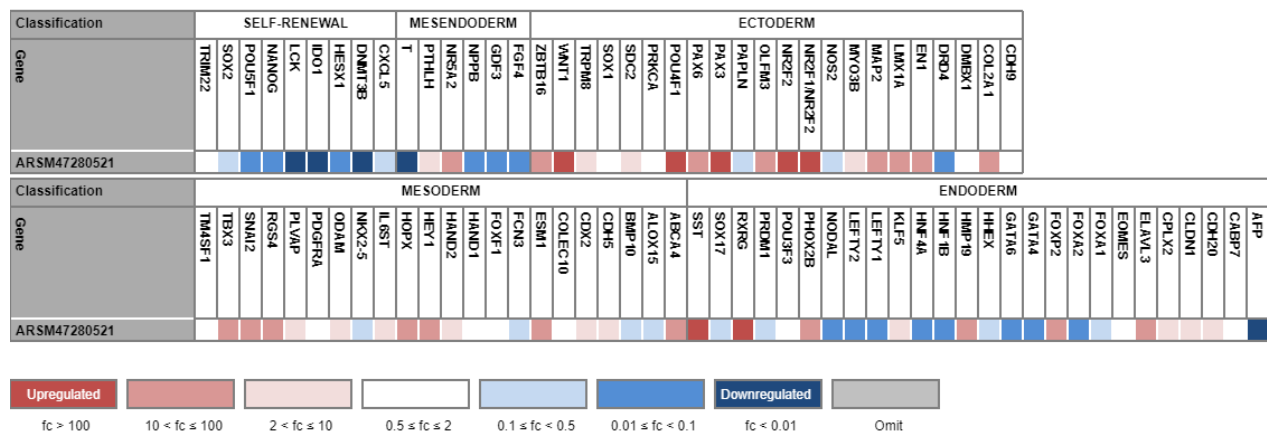 Classification SELF-RENEWAL MESENDODERM ECTODERM
Gene TRIM22 SOX2 POU5F1 NANOG LCK IDO1 HESX1 DNMT3B CXCL5 T PTHLH NR5A2 NPPB GDF3 FGF4 ZBTB16 WNT1 TRPM8 SOX1 SDC2 PRKCA POU4F1 PAX6 PAX3 PAPLN OLFM3 NR2F2 NR2F1/NR2F2 NOS2 MYO3B MAP2 LMX1A EN1 DRD4 DMBX1 COL2A1 CDH9
ARSM47280521
Classification MESODERM ENDODERM
Gene TM4SF1 TBX3 SNAI2 RGS4 PLVAP PDGFRA ODAM NKX2-5 IL6ST HOPX HEY1 HAND2 HAND1 FOXF1 FCN3 ESM1 COLEC10 CDX2 CDH5 BMP10 ALOX15 ABCA4 SST SOX17 RXRG PRDM1 POU3F3 PHOX2B NODAL LEFTY2 LEFTY1 KLF5 HNF4A HNF1B HMP19 HHEX GATA6 GATA4 FOXP2 FOXA2 FOXA1 EOMES ELAVL3 CPLX2 CLDN1 CDH20 CABP7 AFP
ARSM47280521
Upregulated Downregulated
fc > 100 10 < fc ≤ 100 2 < fc ≤ 10 0.5 ≤ fc ≤ 2 0.1 ≤ fc < 0.5 0.01 ≤ fc < 0.1 fc < 0.01 Omit